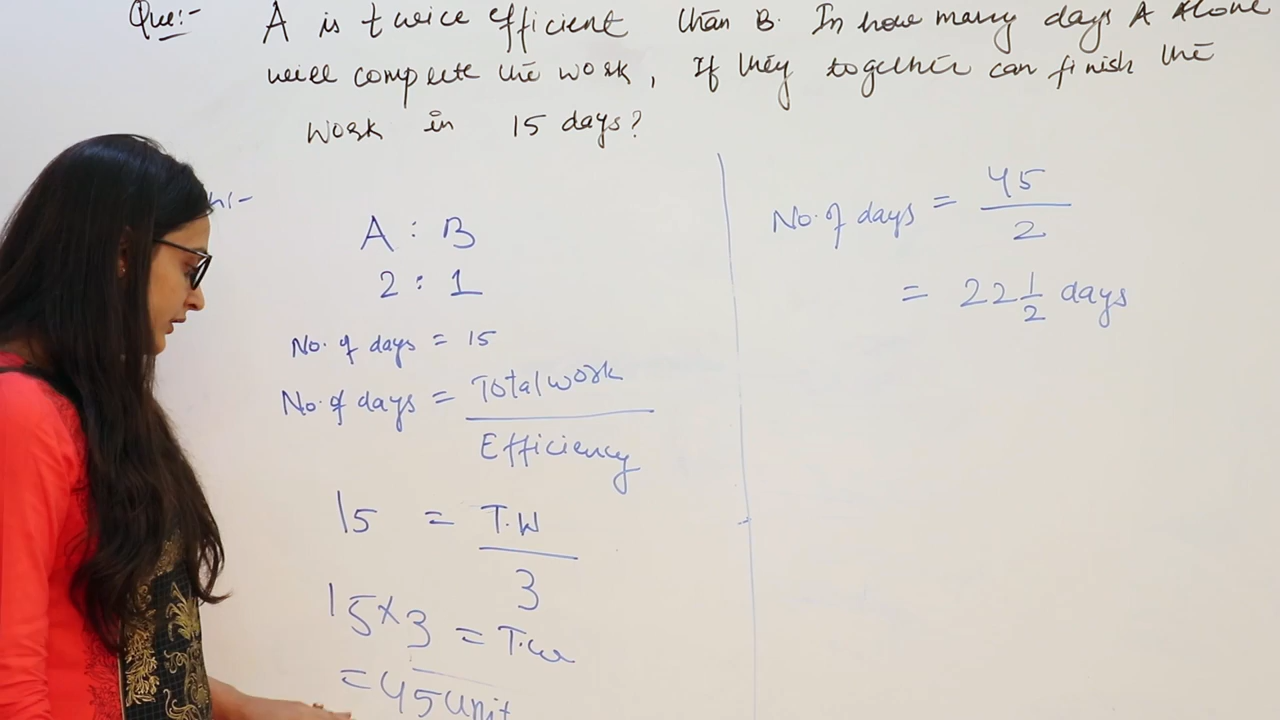 Que:- A is twice efficient than B. In how many days A alone
will complete the work, If they together can finish the
work in 15 days?
A : B
2 : 1
No. of days = 15
No. of days = Total work
Efficiency
15 = T.W
3
15×3 = T.W
=45 Unit
No. of days = 45
2
= 22 1/2 days